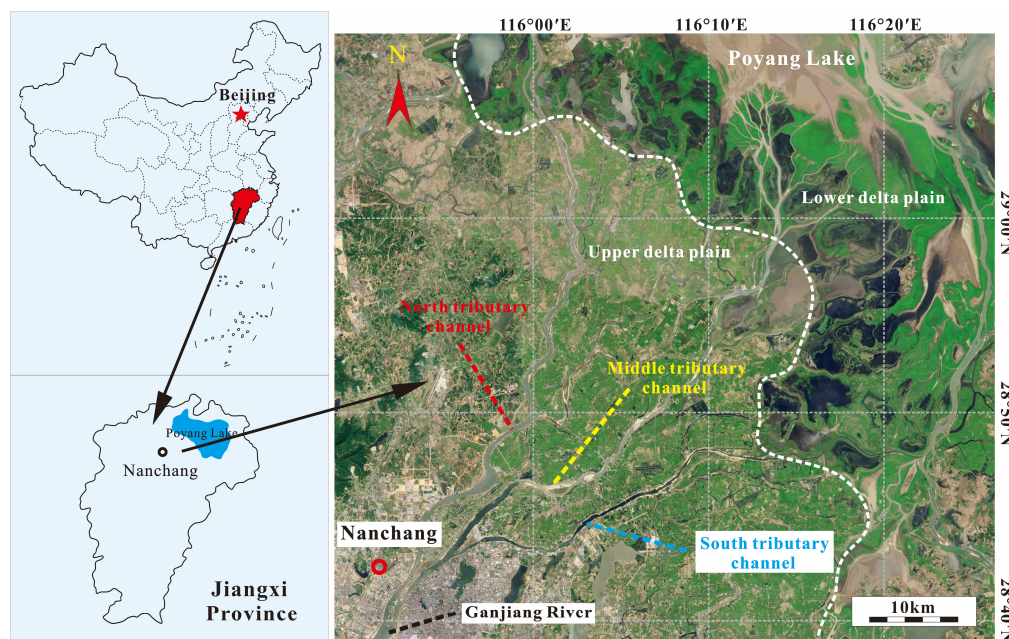 Beijing
Poyang Lake
Nanchang
Jiangxi
Province
116°00′E
116°10′E
116°20′E
N
Poyang Lake
Lower delta plain
Upper delta plain
29°00′N
North tributary
channel
Middle tributary
channel
28°50′N
Nanchang
South tributary
channel
Ganjiang River
10km
28°40′N